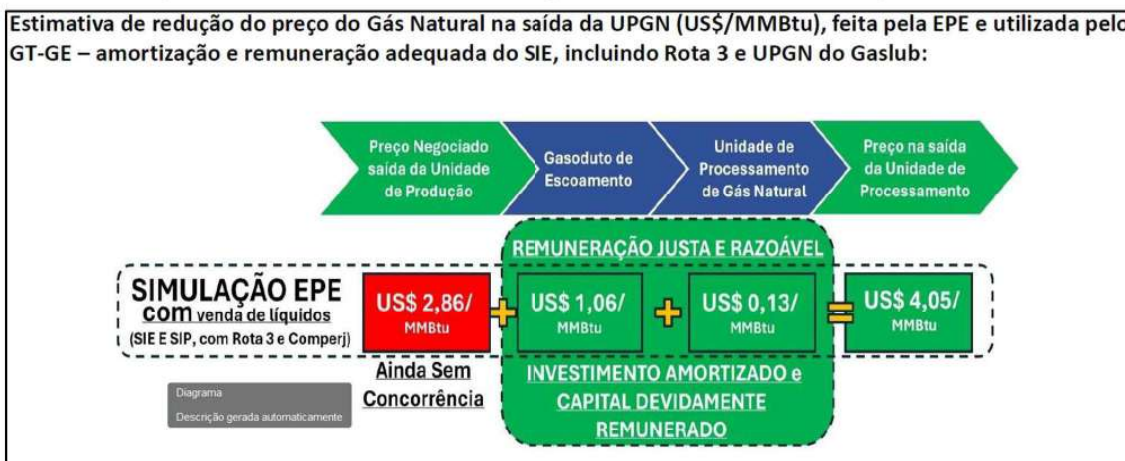 Estimativa de redução do preço do Gás Natural na saída da UPGN (US$/MMBtu), feita pela EPE e utilizada pelo
GT-GE – amortização e remuneração adequada do SIE, incluindo Rota 3 e UPGN do Gaslub:
Preço Negociado
saída da Unidade
de Produção
Gasoduto de
Escoamento
Unidade de
Processamento
de Gás Natural
Preço na saída
da Unidade de
Processamento
REMUNERAÇÃO JUSTA E RAZOÁVEL
SIMULAÇÃO EPE
COM venda de líquidos
(SIE E SIP, com Rota 3 e Comperj)
US$ 2,86/
MMBtu
+
US$ 1,06/
MMBtu
+
US$ 0,13/
MMBtu
=
US$ 4,05/
MMBtu
Ainda Sem
Concorrência
INVESTIMENTO AMORTIZADO e
CAPITAL DEVIDAMENTE
REMUNERADO
Diagrama
Descrição gerada automaticamente